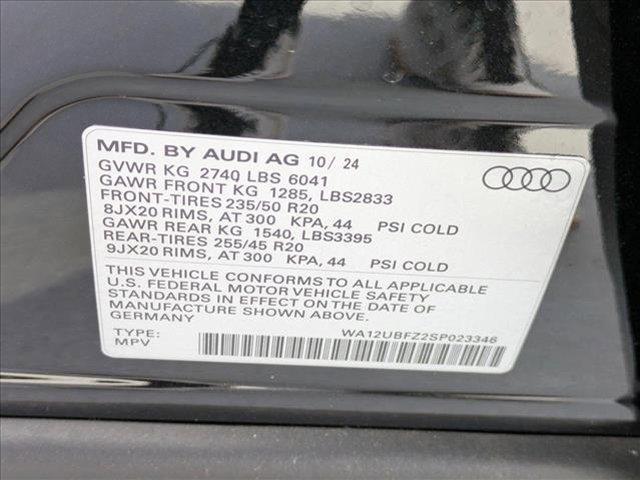 MFD. BY AUDI AG 10/ 24
GVWR KG 2740 LBS 6041
GAWR FRONT KG 1285, LBS2833
FRONT-TIRES 235/50 R20
8JX20 RIMS, AT 300 KPA, 44 PSI COLD
GAWR REAR KG 1540, LBS3395
REAR-TIRES 255/45 R20
9JX20 RIMS, AT 300 KPA, 44 PSI COLD
THIS VEHICLE CONFORMS TO ALL APPLICABLE
U.S. FEDERAL MOTOR VEHICLE SAFETY
STANDARDS IN EFFECT ON THE DATE OF
MANUFACTURE SHOWN ABOVE.
GERMANY
TYPE: WA12UBFZ2SP023346
MPV